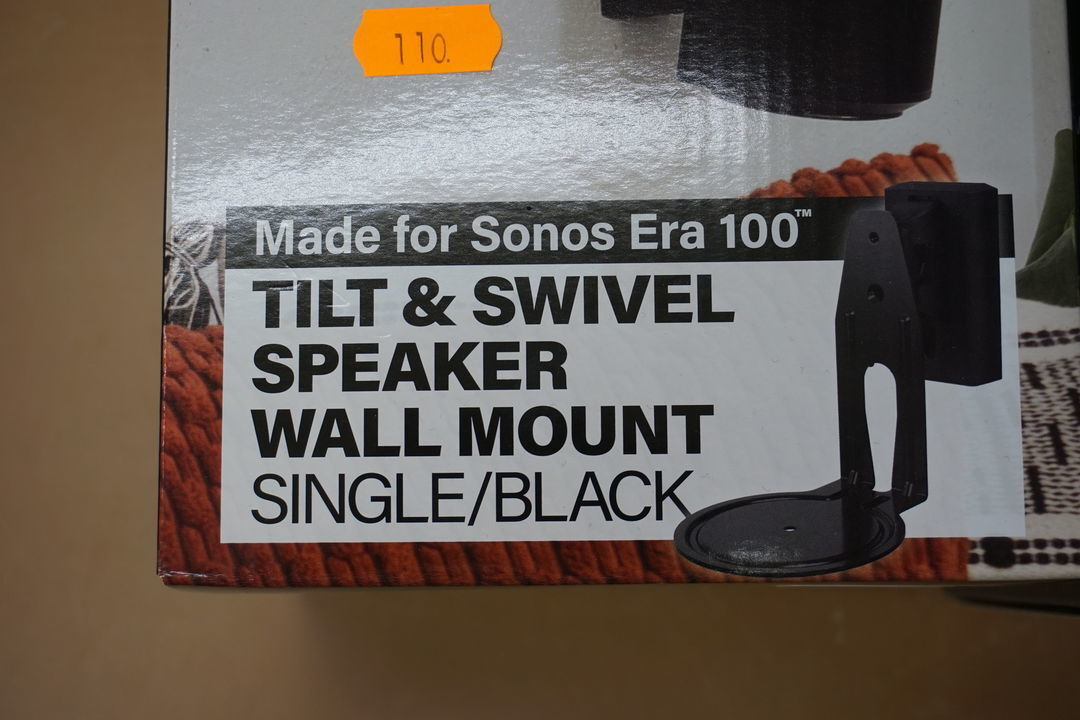 110.
Made for Sonos Era 100™
TILT & SWIVEL
SPEAKER
WALL MOUNT
SINGLE/BLACK